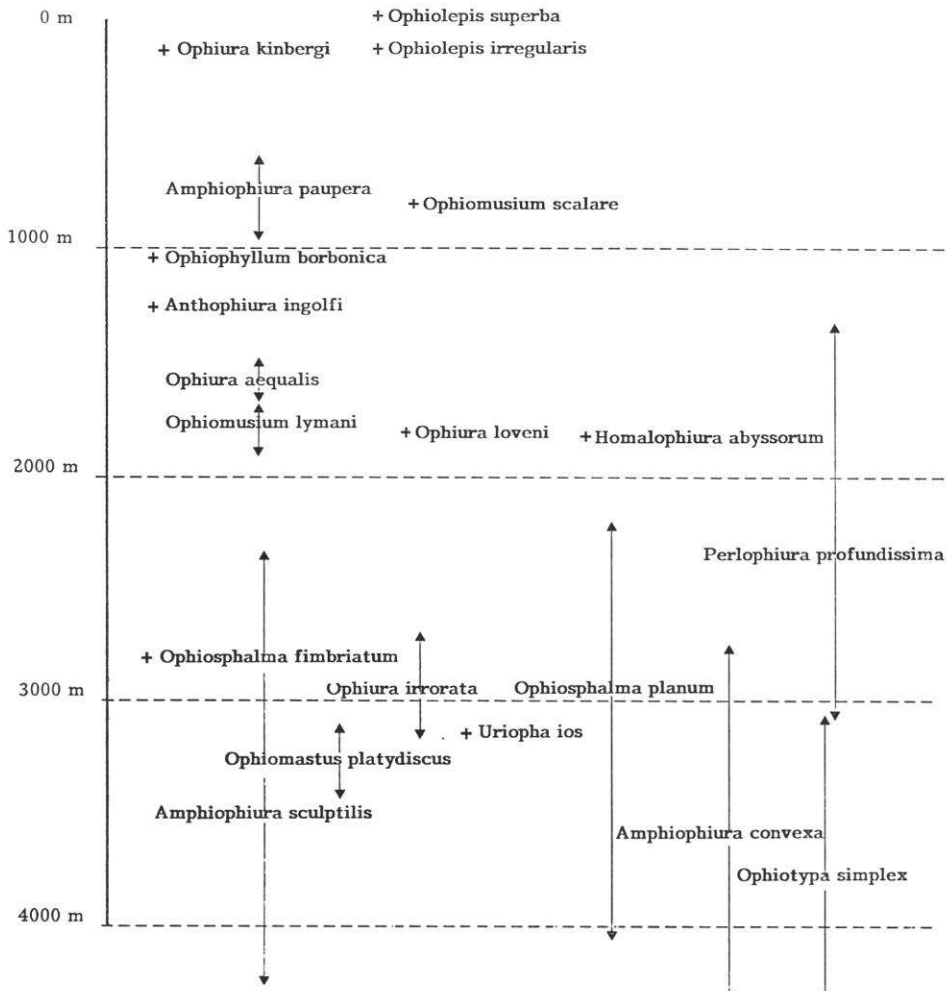 0 m
+ Ophiolepis superba
+ Ophiura kinbergi
+ Ophiolepis irregularis
Amphiophiura paupera
+ Ophiomusium scalare
1000 m
+ Ophiophyllum borbonica
+ Anthophiura ingolfi
Ophiura aequalis
Ophiomusium lymani
+ Ophiura loveni
+ Homalophiura abyssorum
2000 m
Perlophiura profundissima
+ Ophiosphalma fimbriatum
3000 m
Ophiura irrorata
Ophiosphalma planum
+ Uriopha ios
Ophiomastus platydiscus
Amphiophiura sculptilis
Amphiophiura convexa
Ophiotypa simplex
4000 m